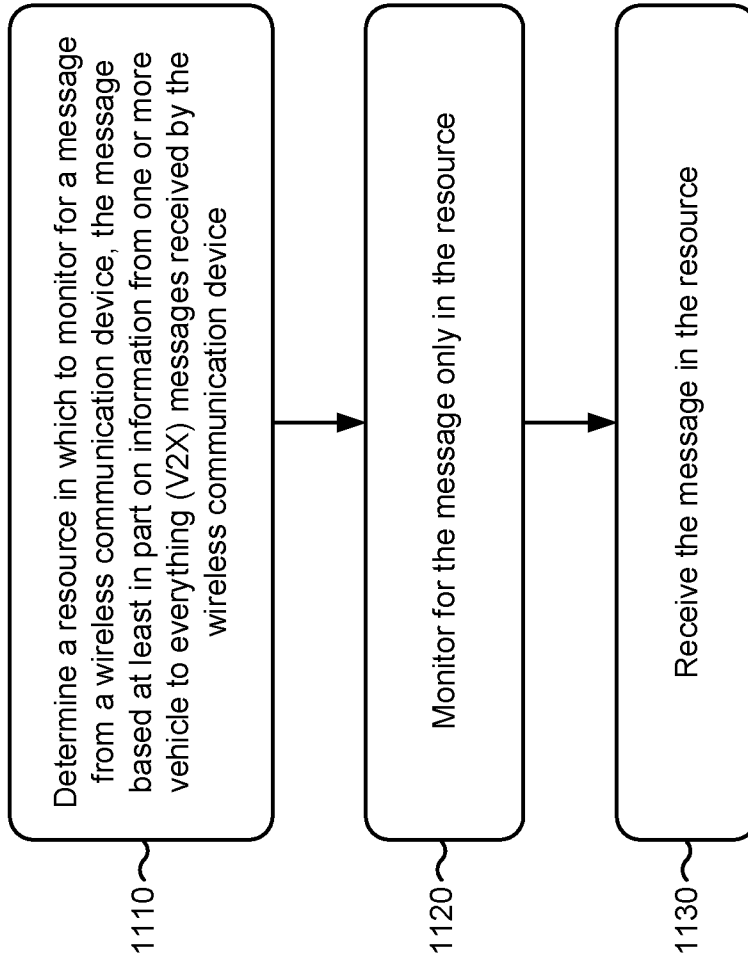 1110
Determine a resource in which to monitor for a message
from a wireless communication device, the message
based at least in part on information from one or more
vehicle to everything (V2X) messages received by the
wireless communication device
1120
Monitor for the message only in the resource
1130
Receive the message in the resource